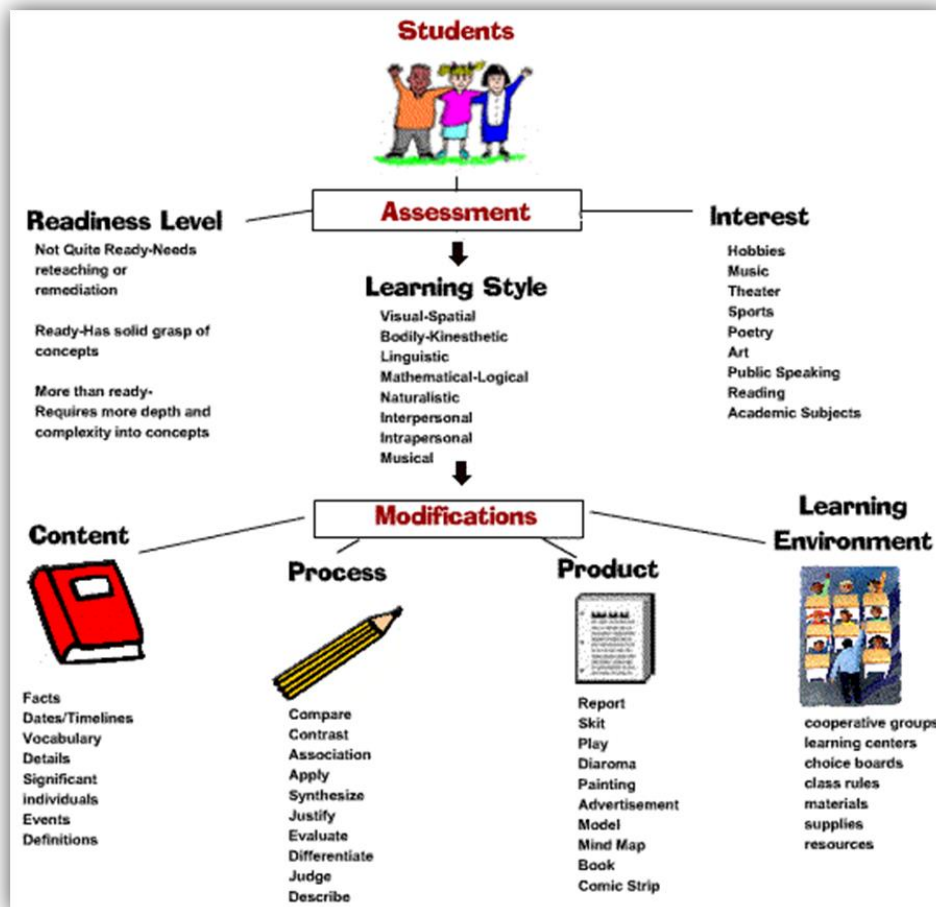 Students
Assessment
Readiness Level
Not Quite Ready-Needs
reteaching or
remediation
Ready-Has solid grasp of
concepts
More than ready-
Requires more depth and
complexity into concepts
Learning Style
Visual-Spatial
Bodily-Kinesthetic
Linguistic
Mathematical-Logical
Naturalistic
Interpersonal
Intrapersonal
Musical
Interest
Hobbies
Music
Theater
Sports
Poetry
Art
Public Speaking
Reading
Academic Subjects
Modifications
Content
Facts
Dates/Timelines
Vocabulary
Details
Significant
individuals
Events
Definitions
Process
Compare
Contrast
Association
Apply
Synthesize
Justify
Evaluate
Differentiate
Judge
Describe
Product
Report
Skit
Play
Diaroma
Painting
Advertisement
Model
Mind Map
Book
Comic Strip
Learning
Environment
cooperative groups
learning centers
choice boards
class rules
materials
supplies
resources